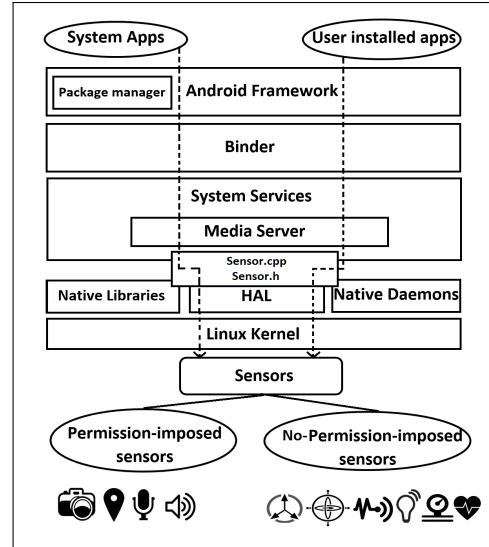 System Apps
User installed apps
Package manager
Android Framework
Binder
System Services
Media Server
Sensor.cpp
Sensor.h
Native Libraries
HAL
Native Daemons
Linux Kernel
Sensors
Permission-imposed
sensors
No-Permission-imposed
sensors